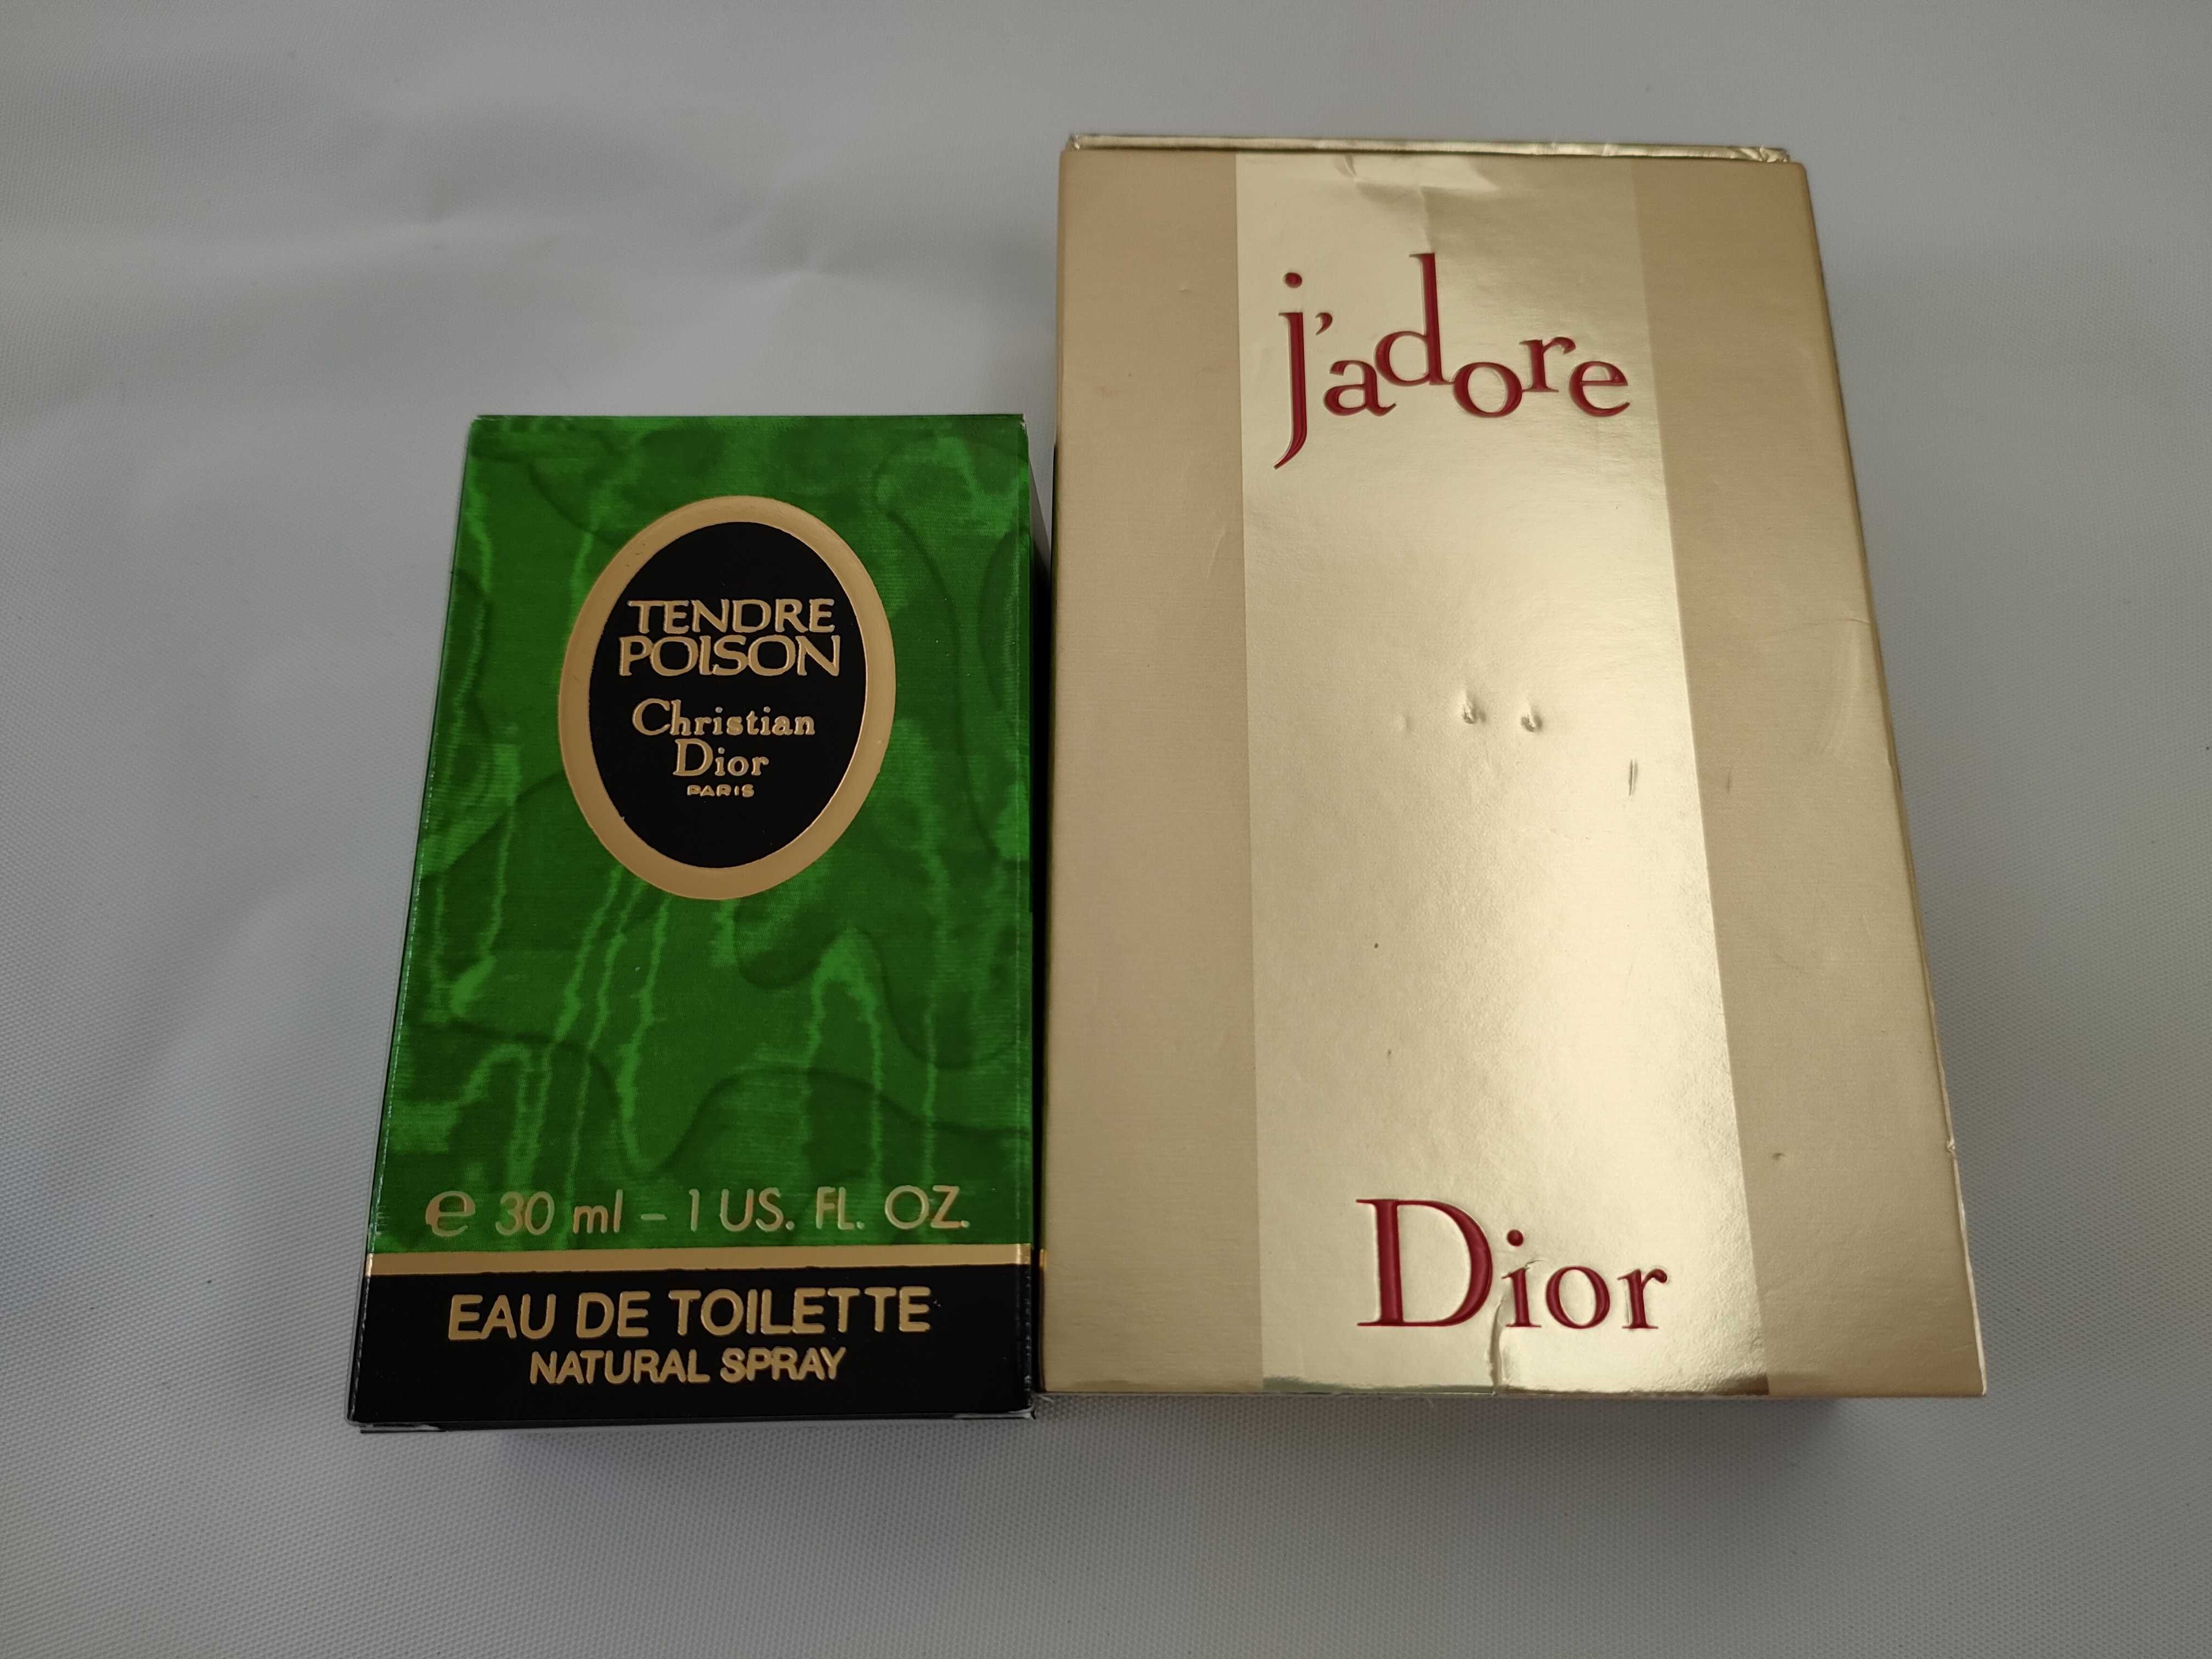 TENDRE
POISON
Christian
Dior
PARIS
e 30 ml – 1 US. FL. OZ.
EAU DE TOILETTE
NATURAL SPRAY
j'adore
Dior